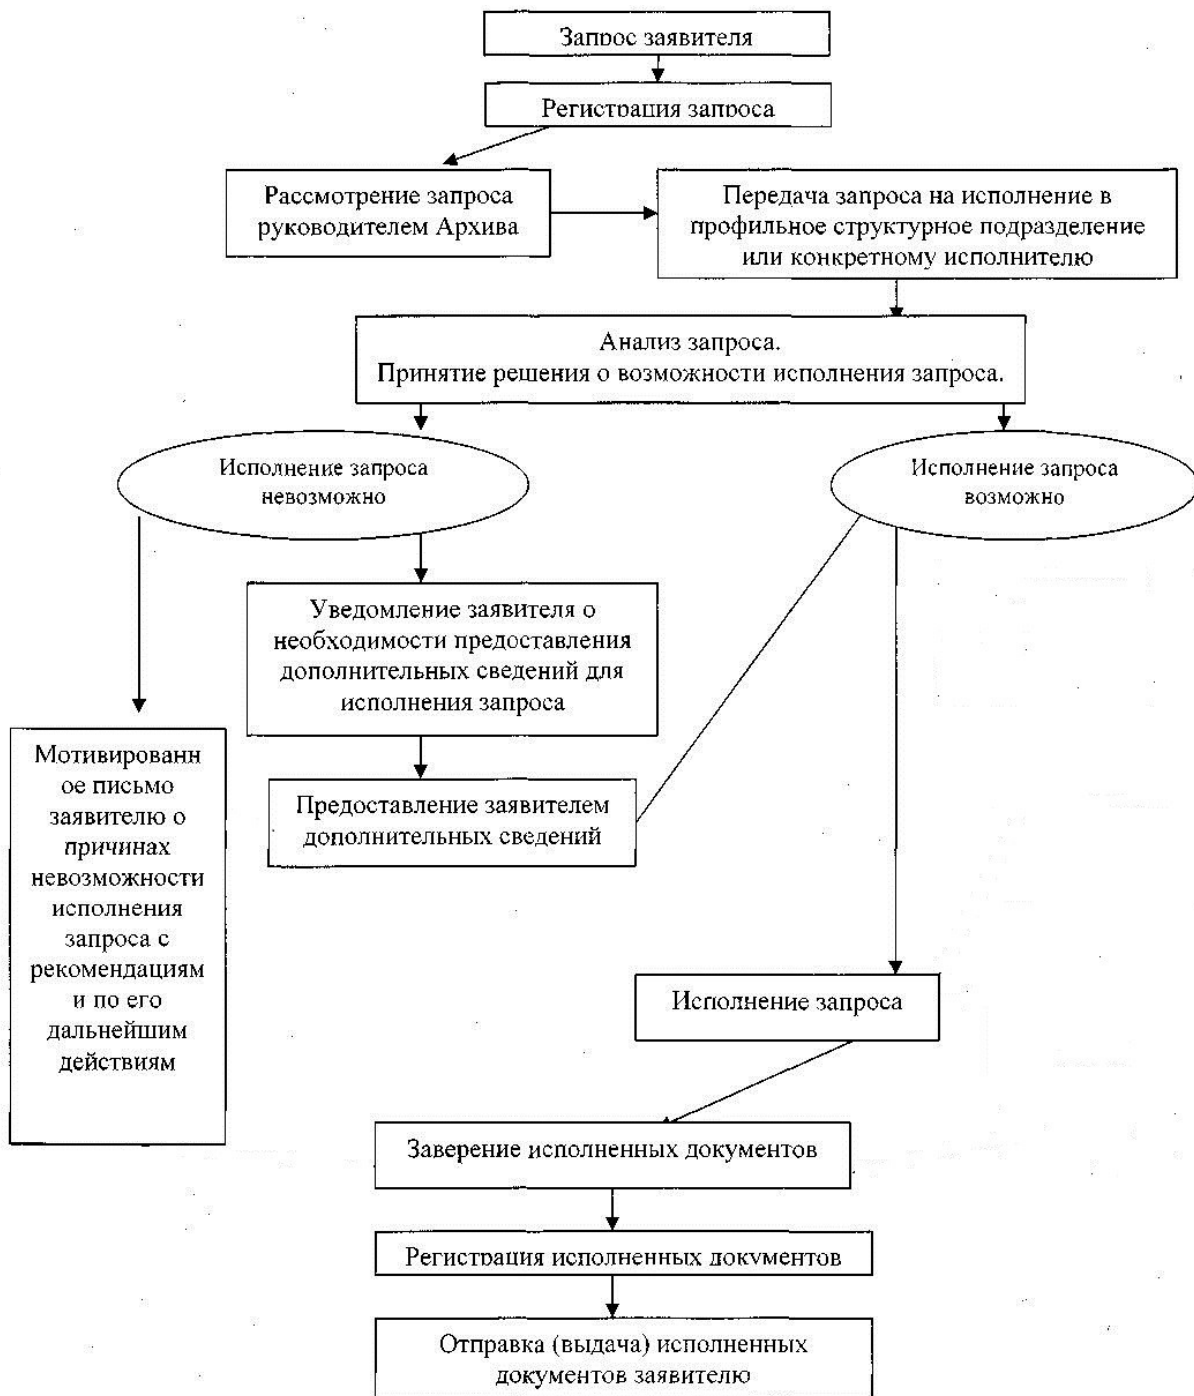 Запрос заявителя
Регистрация запроса
Рассмотрение запроса
руководителем Архива
Передача запроса на исполнение в
профильное структурное подразделение
или конкретному исполнителю
Анализ запроса.
Принятие решения о возможности исполнения запроса.
Исполнение запроса
невозможно
Исполнение запроса
возможно
Уведомление заявителя о
необходимости предоставления
дополнительных сведений для
исполнения запроса
Предоставление заявителем
дополнительных сведений
Мотивированн
ое письмо
заявителю о
причинах
невозможности
исполнения
запроса с
рекомендациям
и по его
дальнейшим
действиям
Исполнение запроса
Заверение исполненных документов
Регистрация исполненных документов
Отправка (выдача) исполненных
документов заявителю